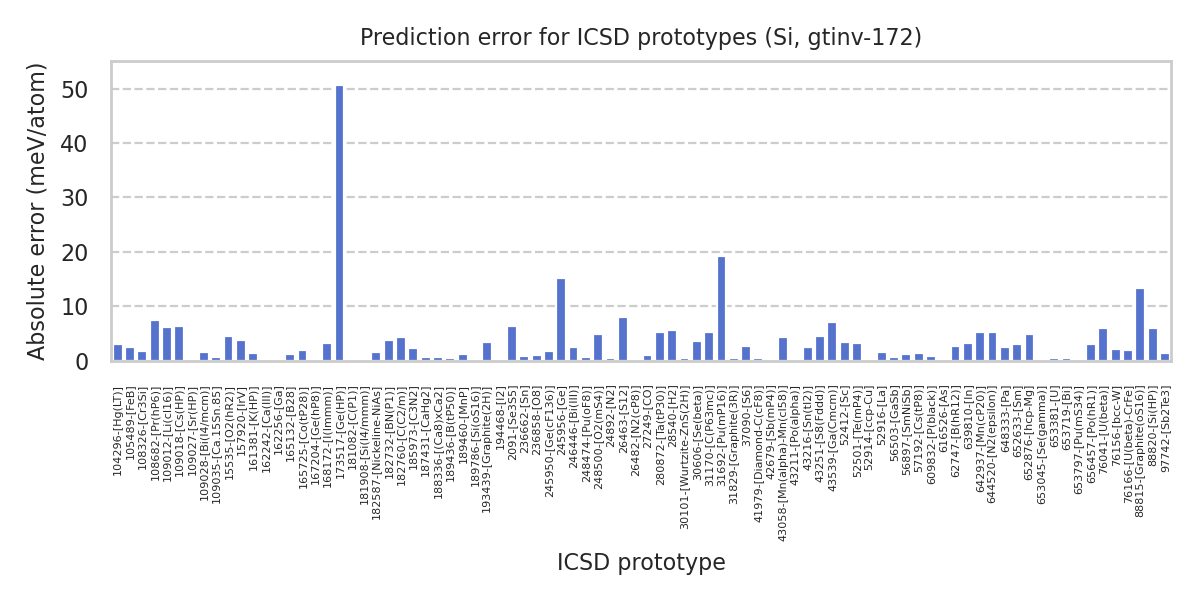 Prediction error for ICSD prototypes (Si, gtinv-172)
Absolute error (meV/atom)
50
40
30
20
10
0
104296-[Hg(LT)]
105489-[FeB]
108326-[Cr3Si]
108682-[Pr(hP6)]
109012-[Li(cI16)]
109018-[Cs(HP)]
109027-[Sr(HP)]
109028-[Bi(I4/mcm)]
109035-[Ca.15Sn.85]
15535-[O2(hR2)]
157920-[IrV]
161381-[K(HP)]
162242-[Ca(III)]
162256-[Ga]
165132-[B28]
165725-[Co(tP28)]
167204-[Ge(hP8)]
168172-[I(Immm)]
173517-[Ge(HP)]
181082-[C(P1)]
181908-[Si(I4/mmm)]
182587-[Nickeline-NiAs]
182732-[BN(P1)]
182760-[C(C2/m)]
185973-[C3N2]
187431-[CaHg2]
188336-[(Ca8)xCa2]
189436-[B(tP50)]
189460-[MnP]
189786-[Si(oS16)]
193439-[Graphite(2H)]
194468-[I2]
2091-[Se3S5]
236662-[Sn]
236858-[O8]
245950-[Ge(cF136)]
245956-[Ge]
246446-[Bi(III)]
248474-[Pu(oF8)]
248500-[O2(mS4)]
24892-[N2]
26463-[S12]
26482-[N2(cP8)]
27249-[CO]
280872-[Ta(tP30)]
28540-[H2]
30101-[Wurtzite-ZnS(2H)]
30606-[Se(beta)]
31170-[C(P63mc)]
31692-[Pu(mP16)]
31829-[Graphite(3R)]
37090-[S6]
41979-[Diamond-C(cF8)]
42679-[Sb(mP4)]
43058-[Mn(alpha)-Mn(cI58)]
43211-[Po(alpha)]
43216-[Sn(tI2)]
43251-[S8(Fddd)]
43539-[Ga(Cmcm)]
52412-[Sc]
52501-[Te(mP4)]
52914-[ccp-Cu]
52916-[La]
56503-[GaSb]
56897-[SmNiSb]
57192-[Cs(tP8)]
609832-[P(black)]
616526-[As]
62747-[B(hR12)]
639810-[In]
642937-[Mn(cP20)]
644520-[N2(epsilon)]
648333-[Pa]
652633-[Sm]
652876-[hcp-Mg]
653045-[Se(gamma)]
653381-[U]
653719-[Bi]
653797-[Pu(mS34)]
656457-[Po(hR1)]
76041-[U(beta)]
76156-[bcc-W]
76166-[U(beta)-CrFe]
88815-[Graphite(oS16)]
88820-[Si(HP)]
97742-[Sb2Te3]
ICSD prototype